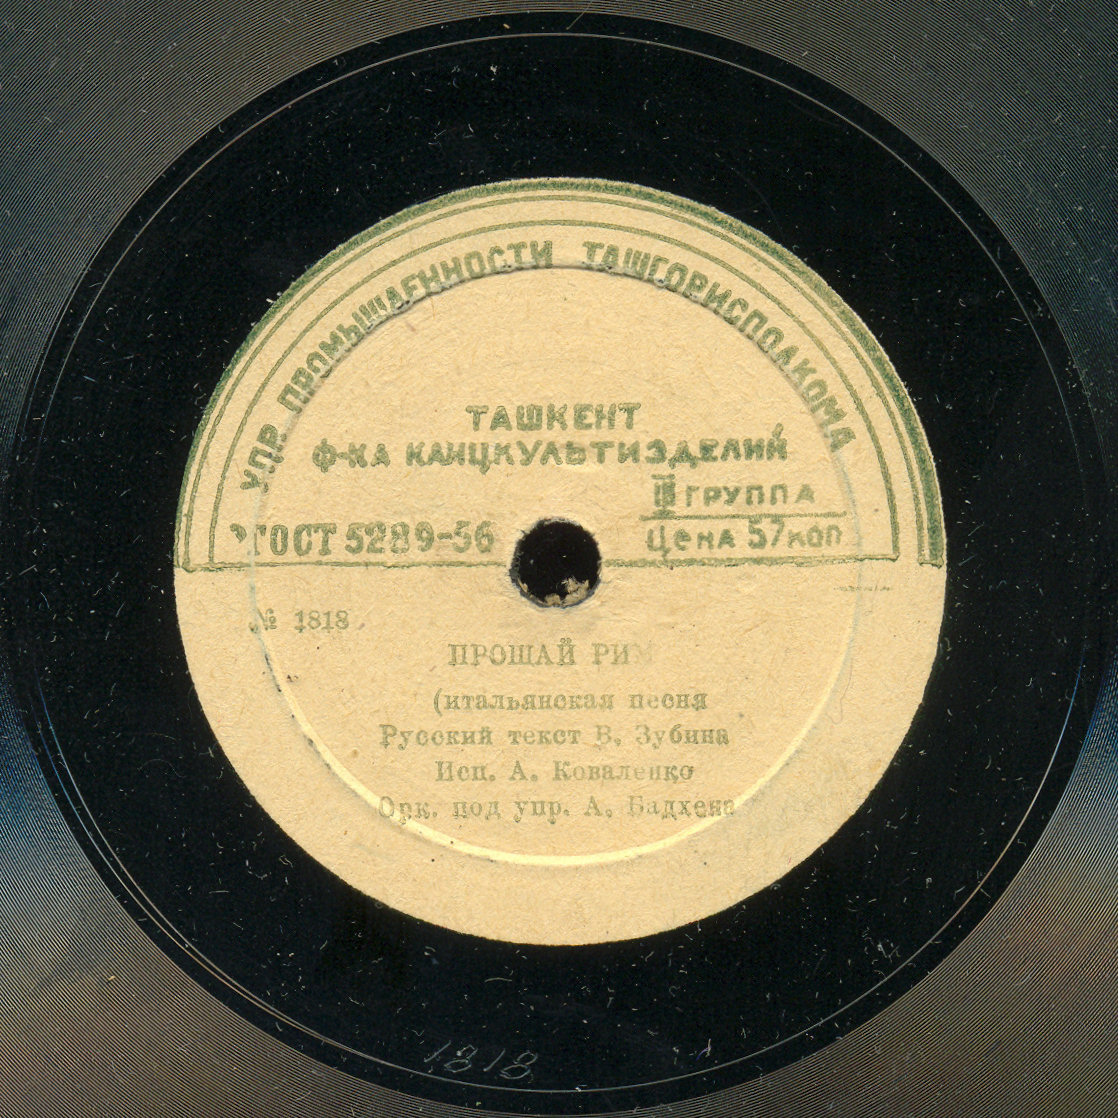 УПР. ПРОМЫШЛЕННОСТИ ТАШГОРИСПОЛКОМА
ТАШКЕНТ
Ф-КА КАНЦКУЛЬТИЗДЕЛИЙ
III ГРУППА
ГОСТ 5289-56
Цена 57 коп
№ 1818
ПРОЩАЙ РИМ
(итальянская песня
Русский текст В. Зубина
Исп. А. Коваленко
Орк. под упр. А. Бадхена
1818